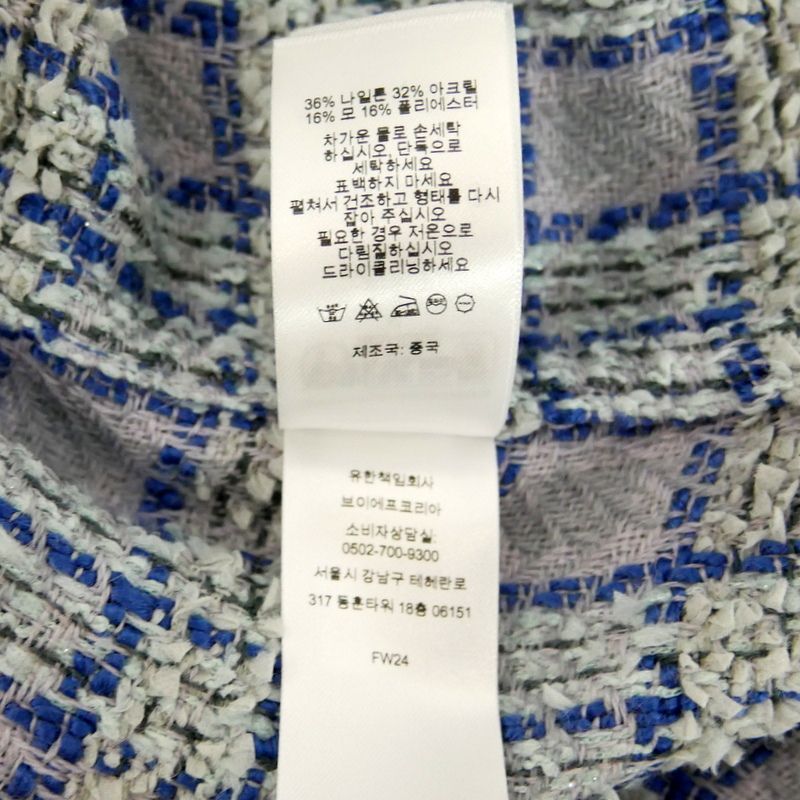 36% 나일론 32% 아크릴
16% 모 16% 폴리에스터
차가운 물로 손세탁
하십시오, 단독으로
세탁하세요
표백하지 마세요
펼쳐서 건조하고 형태를 다시
잡아 주십시오
필요한 경우 저온으로
다림질하십시오
드라이클리닝하세요
제조국: 중국
유한책임회사
브이에프코리아
소비자상담실:
0502-700-9300
서울시 강남구 테헤란로
317 동훈타워 18층 06151
FW24